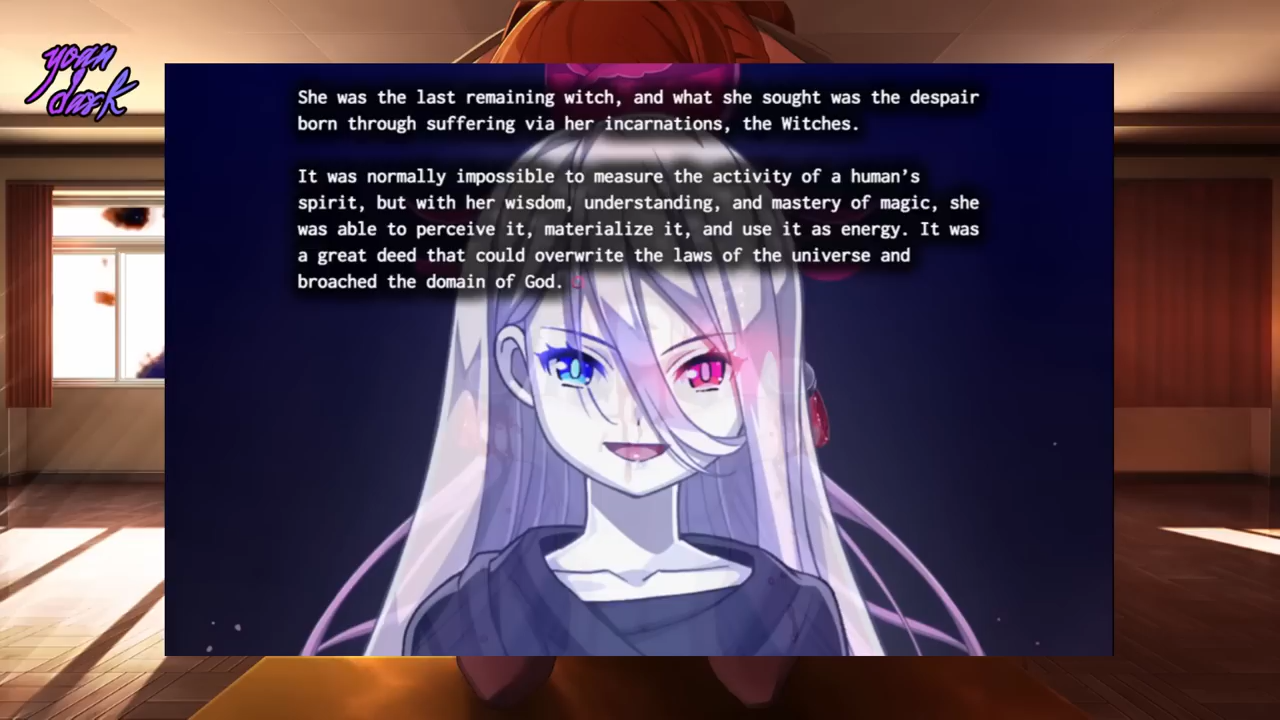 yoan
dark
She was the last remaining witch, and what she sought was the despair
born through suffering via her incarnations, the Witches.
It was normally impossible to measure the activity of a human’s
spirit, but with her wisdom, understanding, and mastery of magic, she
was able to perceive it, materialize it, and use it as energy. It was
a great deed that could overwrite the laws of the universe and
broached the domain of God.